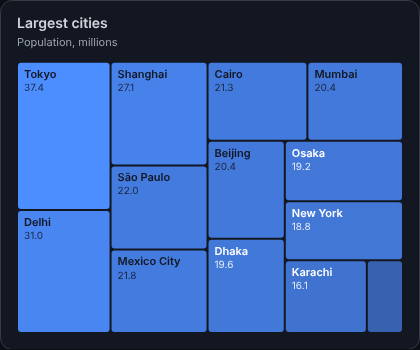 Largest cities
Population, millions
Tokyo
37.4
Delhi
31.0
Shanghai
27.1
São Paulo
22.0
Mexico City
21.8
Cairo
21.3
Mumbai
20.4
Beijing
20.4
Dhaka
19.6
Osaka
19.2
New York
18.8
Karachi
16.1